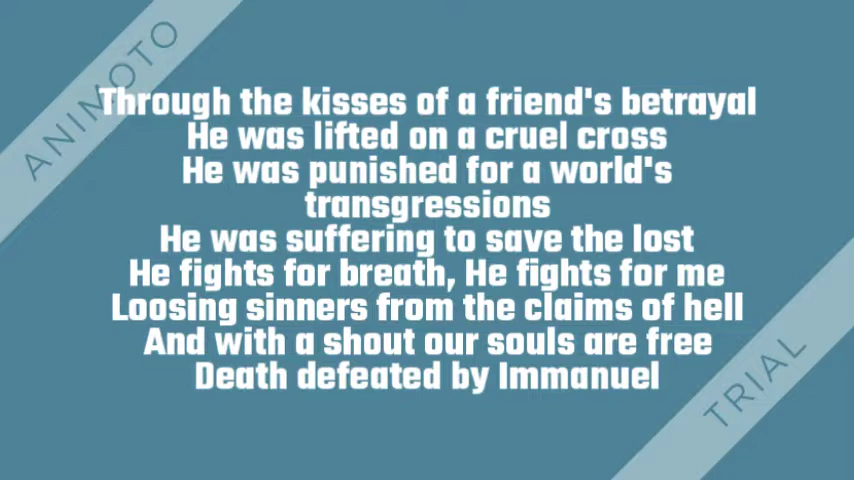 ANIMOTO
Through the kisses of a friend's betrayal
He was lifted on a cruel cross
He was punished for a world's
transgressions
He was suffering to save the lost
He fights for breath, He fights for me
Loosing sinners from the claims of hell
And with a shout our souls are free
Death defeated by Immanuel
TRIAL